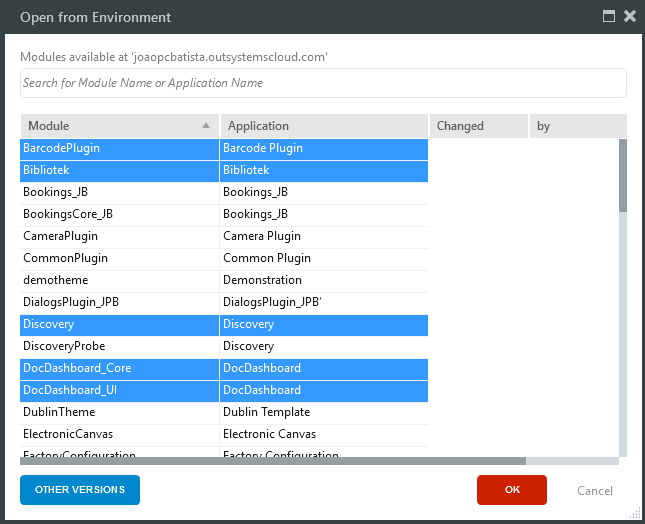 Open from Environment
Modules available at 'joaopcbatista.outsystemscloud.com'
Search for Module Name or Application Name
Module Application Changed by
BarcodePlugin Barcode Plugin
Bibliotek Bibliotek
Bookings_JB Bookings_JB
BookingsCore_JB Bookings_JB
CameraPlugin Camera Plugin
CommonPlugin Common Plugin
demotheme Demonstration
DialogsPlugin_JPB DialogsPlugin_JPB'
Discovery Discovery
DiscoveryProbe Discovery
DocDashboard_Core DocDashboard
DocDashboard_UI DocDashboard
DublinTheme Dublin Template
ElectronicCanvas Electronic Canvas
FactoryConfiguration Factory Configuration
OTHER VERSIONS OK Cancel